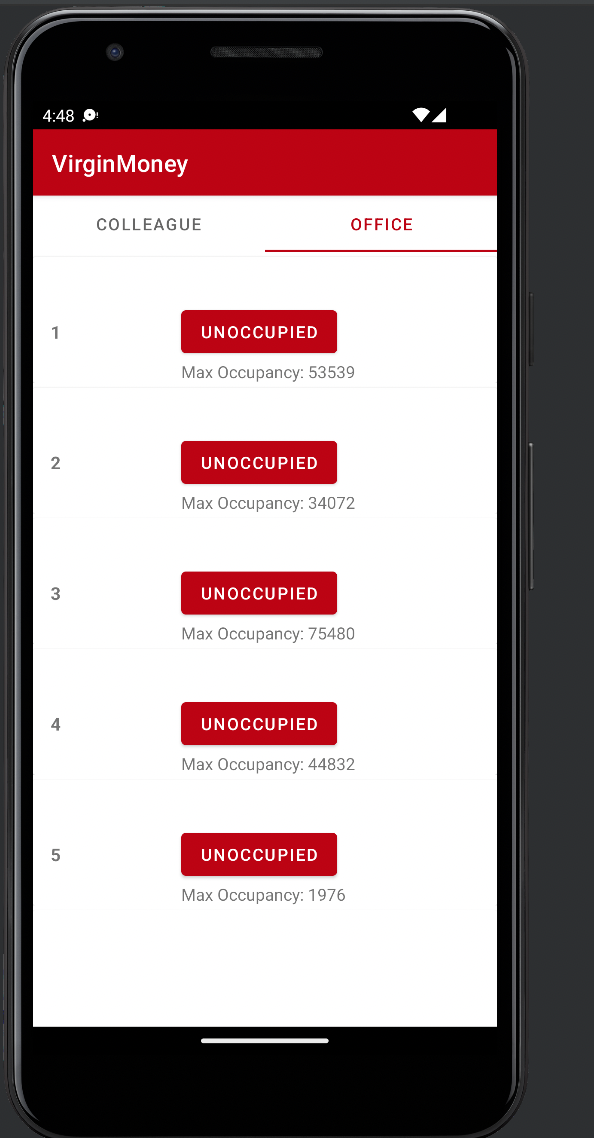 4:48
VirginMoney
COLLEAGUE OFFICE
1 UNOCCUPIED
Max Occupancy: 53539
2 UNOCCUPIED
Max Occupancy: 34072
3 UNOCCUPIED
Max Occupancy: 75480
4 UNOCCUPIED
Max Occupancy: 44832
5 UNOCCUPIED
Max Occupancy: 1976